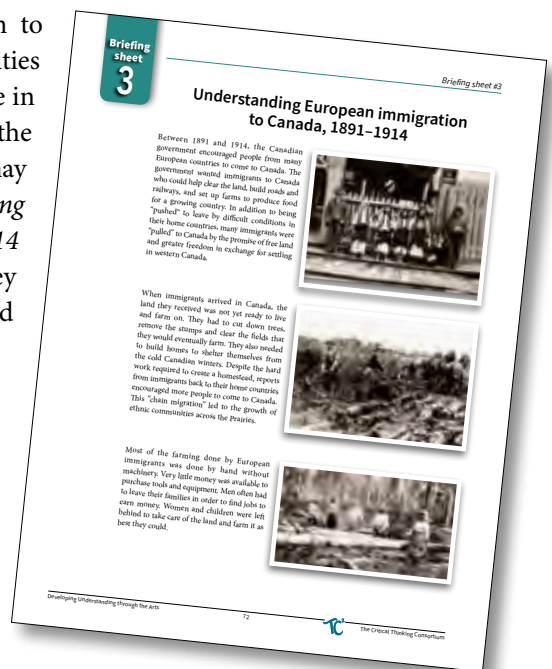 n to
ities
e in
the
nay
ng
14
ey
d
Briefing
sheet
3
Briefing sheet #3
Understanding European immigration
to Canada, 1891–1914
Between 1891 and 1914, the Canadian
government encouraged people from many
European countries to come to Canada. The
government wanted immigrants to Canada
who could help clear the land, build roads and
railways, and set up farms to produce food
for a growing country. In addition to being
"pushed" to leave by difficult conditions in
their home countries, many immigrants were
"pulled" to Canada by the promise of free land
and greater freedom in exchange for settling
in western Canada.
When immigrants arrived in Canada, the
land they received was not yet ready to live
and farm on. They had to cut down trees,
remove the stumps and clear the fields that
they would eventually farm. They also needed
to build homes to shelter themselves from
the cold Canadian winters. Despite the hard
work required to create a homestead, reports
from immigrants back to their home countries
encouraged more people to come to Canada.
This "chain migration" led to the growth of
ethnic communities across the Prairies.
Most of the farming done by European
immigrants was done by hand without
machinery. Very little money was available to
purchase tools and equipment. Men often had
to leave their families in order to find jobs to
earn money. Women and children were left
behind to take care of the land and farm it as
best they could.
Developing Understanding through the Arts
72
TC²
The Critical Thinking Consortium